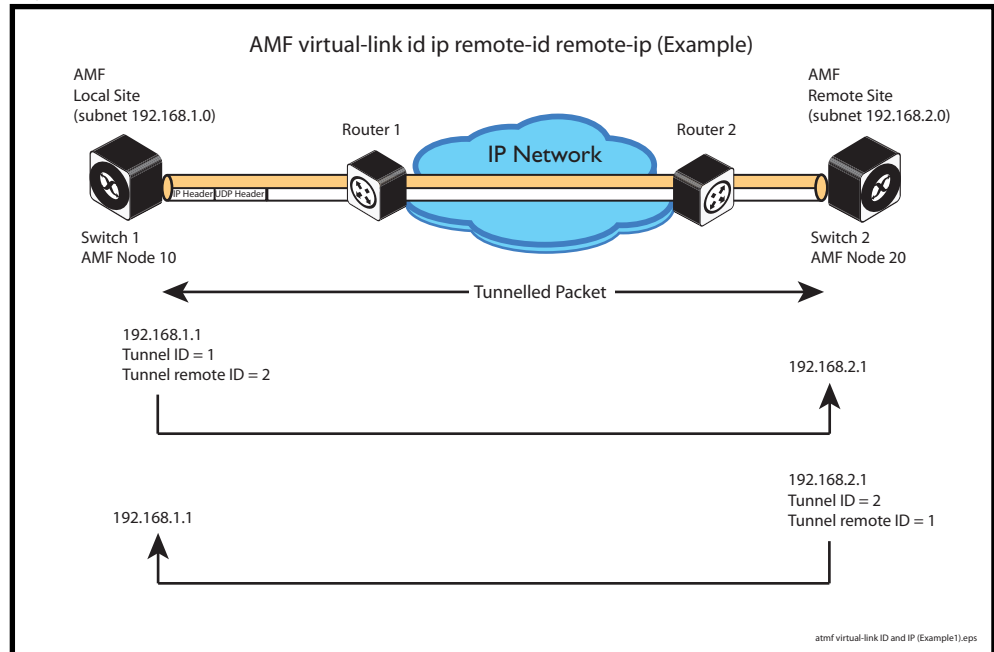 AMF virtual-link id ip remote-id remote-ip (Example)
AMF
Local Site
(subnet 192.168.1.0)
AMF
Remote Site
(subnet 192.168.2.0)
Router 1
IP Network
Router 2
IP Header
UDP Header
Switch 1
AMF Node 10
Switch 2
AMF Node 20
Tunnelled Packet
192.168.1.1
Tunnel ID = 1
Tunnel remote ID = 2
192.168.2.1
192.168.1.1
192.168.2.1
Tunnel ID = 2
Tunnel remote ID = 1
atmf virtual-link ID and IP (Example1).eps